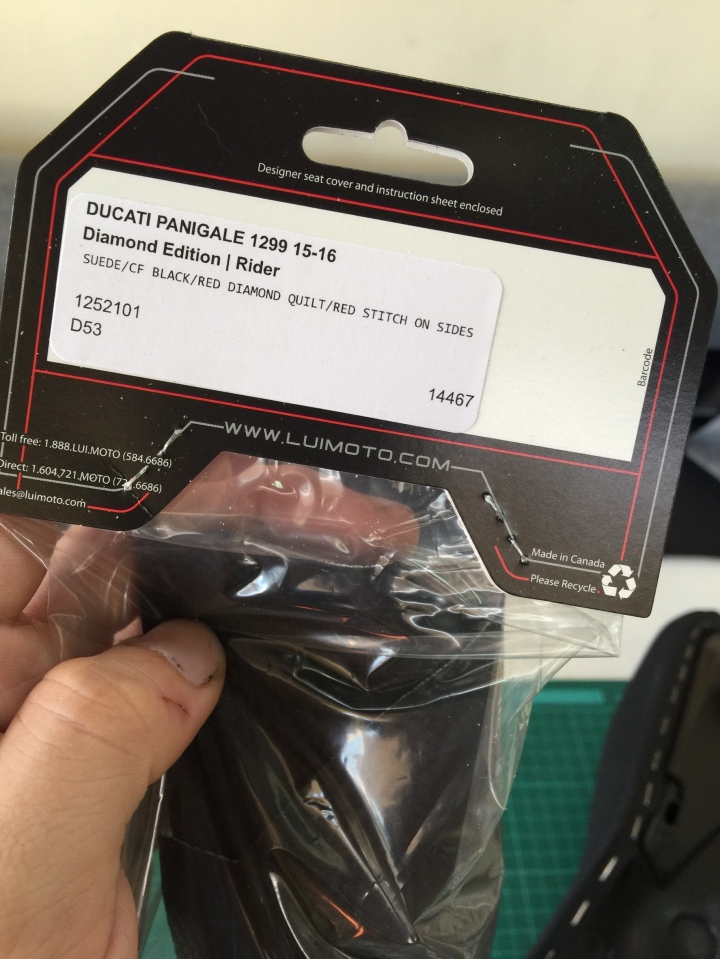 Designer seat cover and instruction sheet enclosed
DUCATI PANIGALE 1299 15-16
Diamond Edition | Rider
SUEDE/CF BLACK/RED DIAMOND QUILT/RED STITCH ON SIDES
1252101
D53
14467
Barcode
WWW.LUIMOTO.COM
Toll free: 1.888.LUI.MOTO (584.6686)
Direct: 1.604,721,MOTO (72 .6686)
ales@luimoto.com
Made in Canada
Please Recycle.